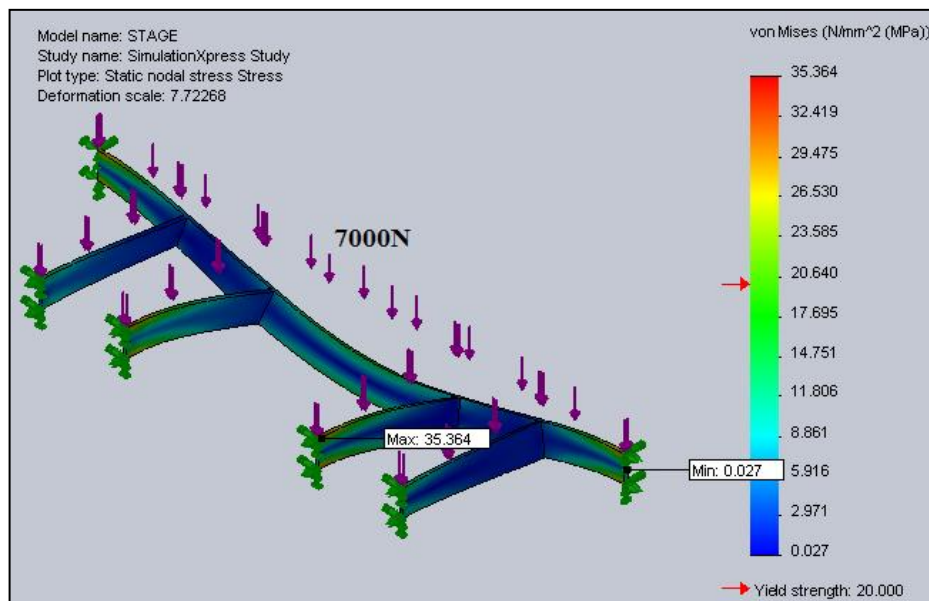 Model name: STAGE
Study name: SimulationXpress Study
Plot type: Static nodal stress Stress
Deformation scale: 7.72268
von Mises (N/mm^2 (MPa))
35.364
32.419
29.475
26.530
23.585
20.640
17.695
14.751
11.806
8.861
5.916
2.971
0.027
Yield strength: 20.000
7000N
Max: 35.364
Min: 0.027